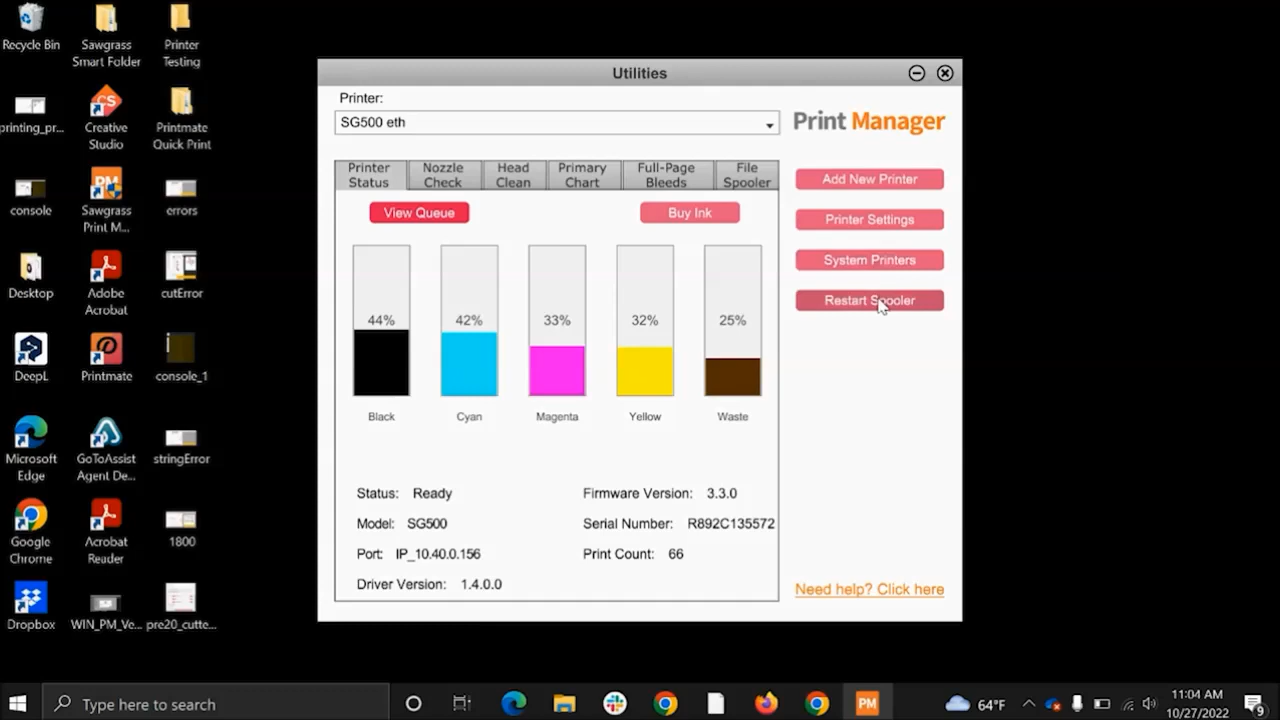 Recycle Bin
Sawgrass
Smart Folder
Printer
Testing
printing_pr...
CS
Creative
Studio
Printmate
Quick Print
console
PM
Sawgrass
Print M...
errors
Desktop
Adobe
Acrobat
cutError
DeepL
Printmate
console_1
Microsoft
Edge
GoToAssist
Agent De...
stringError
Google
Chrome
Acrobat
Reader
1800
Dropbox
WIN_PM_Ve...
pre20_cutte...
Utilities
Printer:
SG500 eth
Print Manager
Printer
Status
Nozzle
Check
Head
Clean
Primary
Chart
Full-Page
Bleeds
File
Spooler
View Queue
Buy Ink
44%
42%
33%
32%
25%
Black
Cyan
Magenta
Yellow
Waste
Status: Ready
Firmware Version: 3.3.0
Model: SG500
Serial Number: R892C135572
Port: IP_10.40.0.156
Print Count: 66
Driver Version: 1.4.0.0
Add New Printer
Printer Settings
System Printers
Restart Spooler
Need help? Click here
Type here to search
PM
64°F
11:04 AM
10/27/2022
9